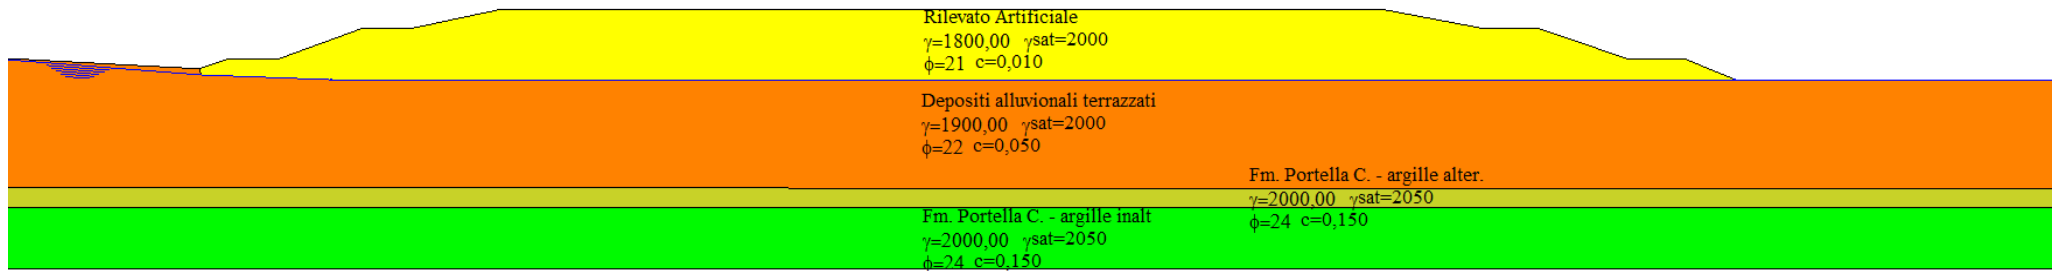 Rilevato Artificiale
γ=1800,00 γsat=2000
ϕ=21 c=0,010
Depositi alluvionali terrazzati
γ=1900,00 γsat=2000
ϕ=22 c=0,050
Fm. Portella C. - argille alter.
γ=2000,00 γsat=2050
ϕ=24 c=0,150
Fm. Portella C. - argille inalt
γ=2000,00 γsat=2050
ϕ=24 c=0,150